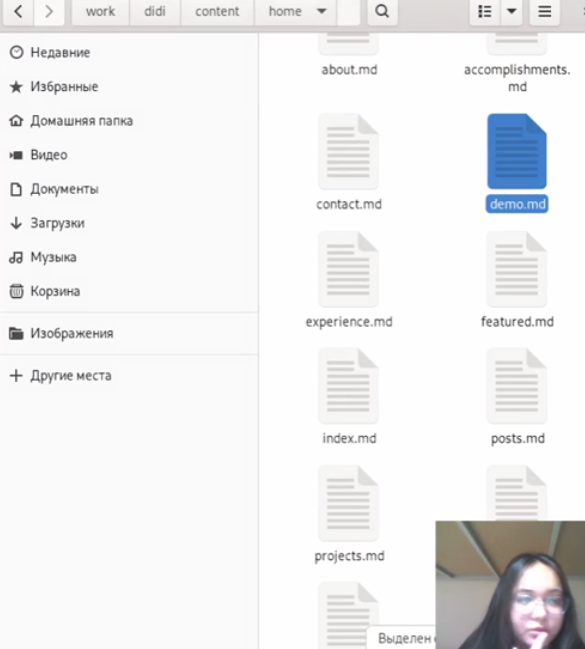 work didi content home
Недавние
Избранные
Домашняя папка
Видео
Документы
Загрузки
Музыка
Корзина
Изображения
Другие места
about.md
accomplishments.
md
contact.md
demo.md
experience.md
featured.md
index.md
posts.md
projects.md
Выделен